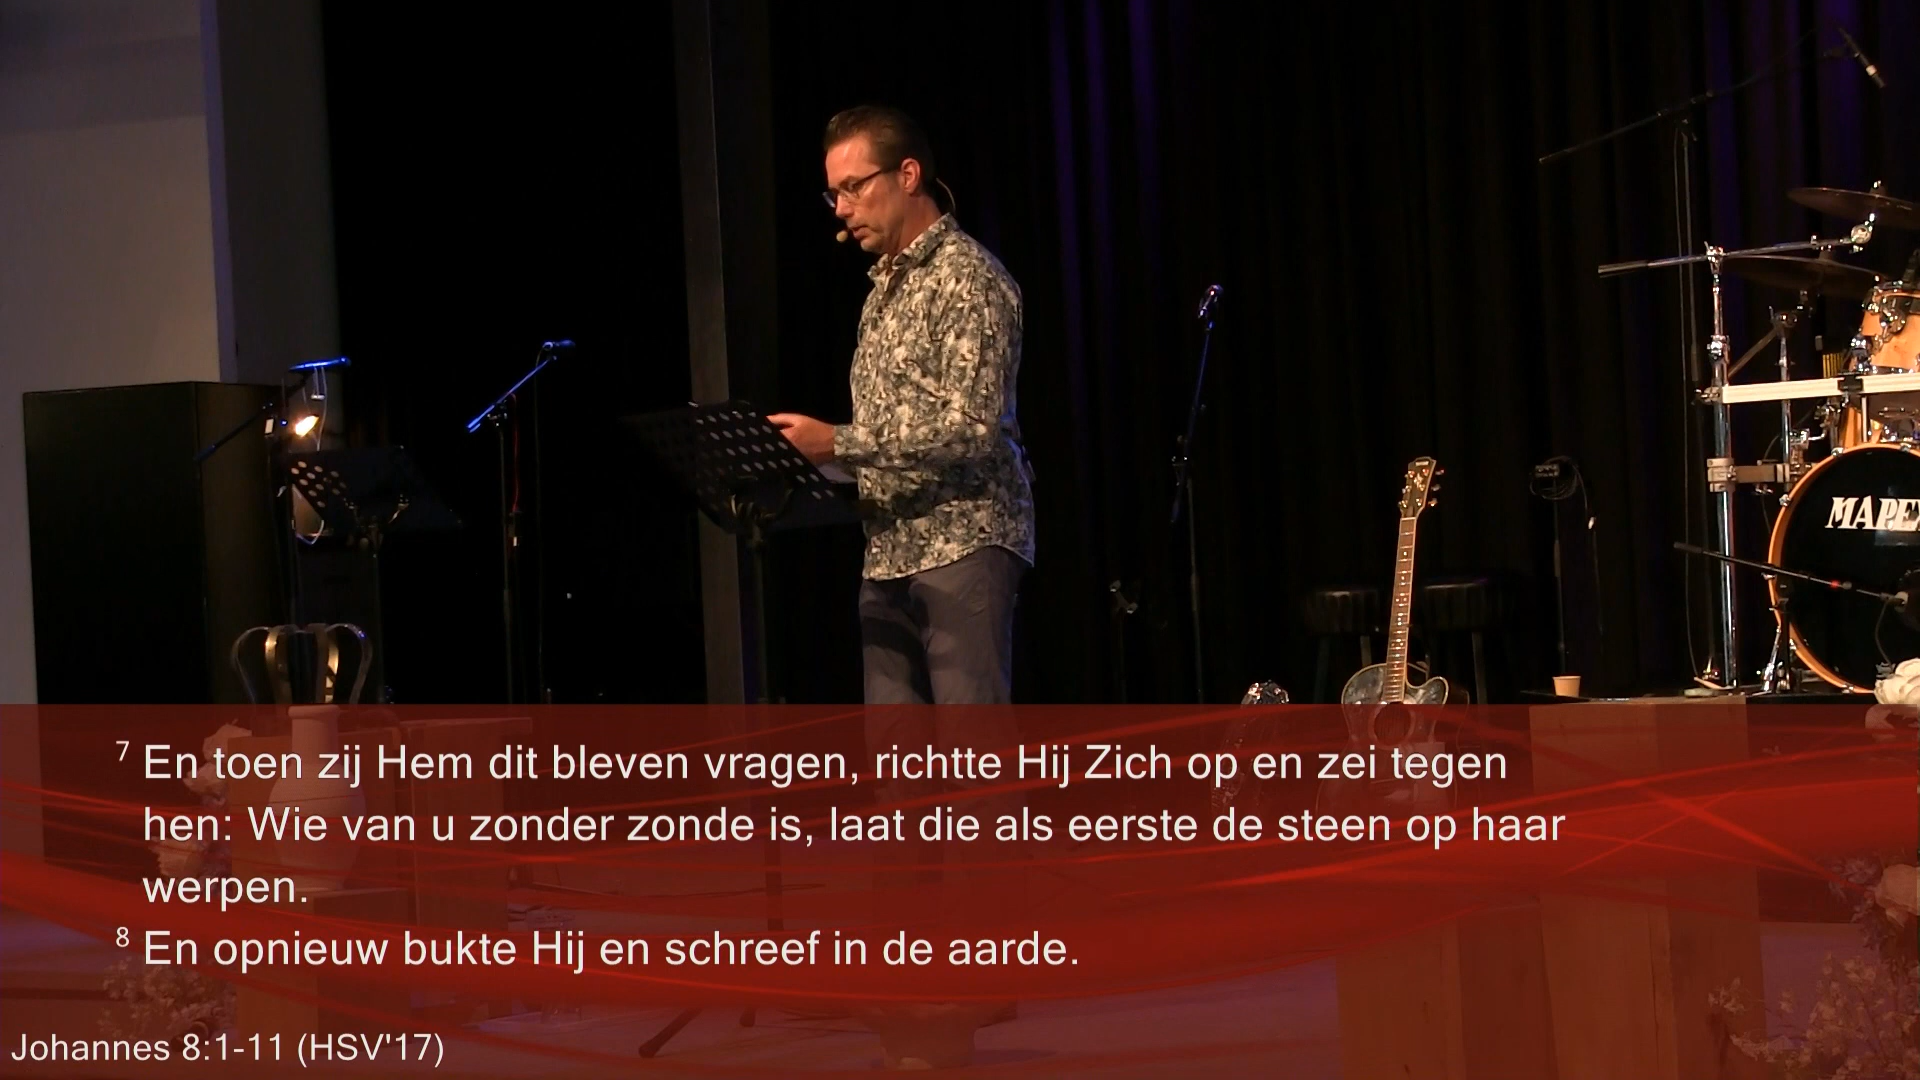 MAPE
7 En toen zij Hem dit bleven vragen, richtte Hij Zich op en zei tegen
hen: Wie van u zonder zonde is, laat die als eerste de steen op haar
werpen.
8 En opnieuw bukte Hij en schreef in de aarde.
Johannes 8:1-11 (HSV'17)